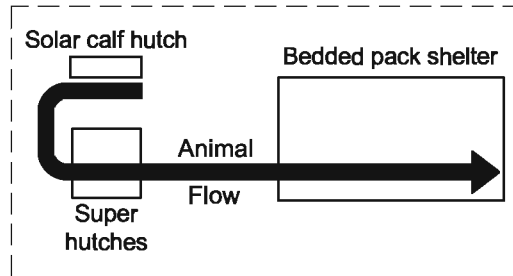 Solar calf hutch
Bedded pack shelter
Animal
Flow
Super
hutches